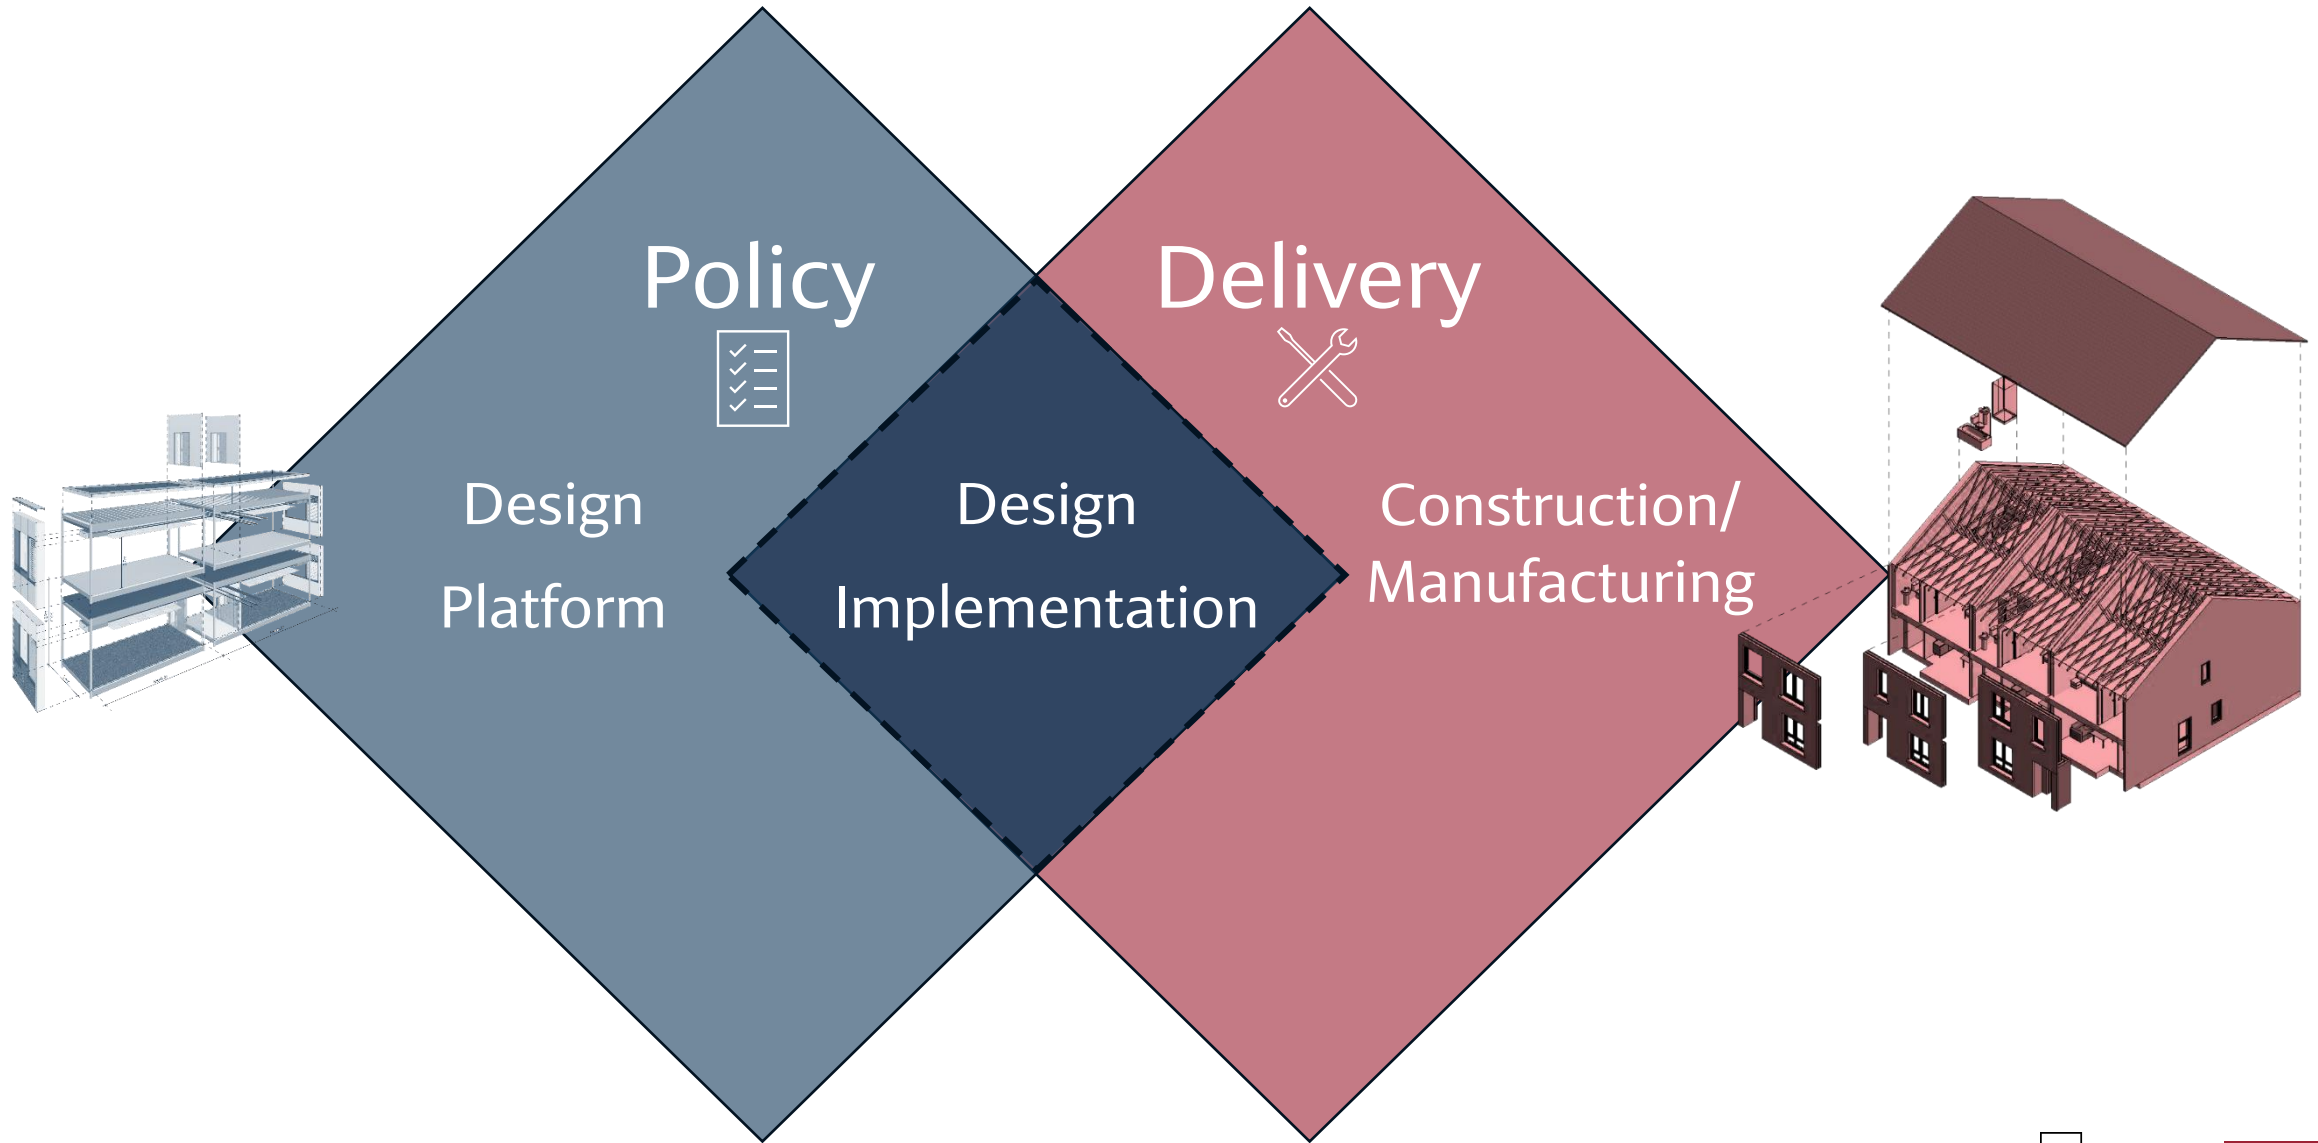 Policy
Delivery
Design
Platform
Design
Implementation
Construction/
Manufacturing